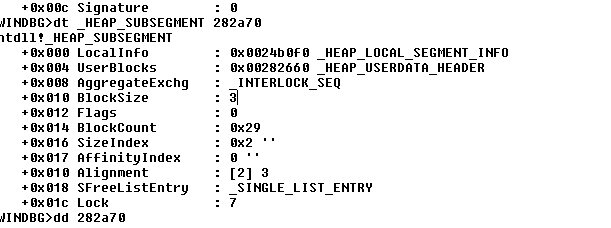 +0x00c Signature : 0
WINDBG>dt _HEAP_SUBSEGMENT 282a70
ntdll!_HEAP_SUBSEGMENT
+0x000 LocalInfo : 0x0024b0f0 _HEAP_LOCAL_SEGMENT_INFO
+0x004 UserBlocks : 0x00282660 _HEAP_USERDATA_HEADER
+0x008 AggregateExchg : _INTERLOCK_SEQ
+0x010 BlockSize : 3
+0x012 Flags : 0
+0x014 BlockCount : 0x29
+0x016 SizeIndex : 0x2 ''
+0x017 AffinityIndex : 0 ''
+0x010 Alignment : [2] 3
+0x018 SFreeListEntry : _SINGLE_LIST_ENTRY
+0x01c Lock : 7
WINDBG>dd 282a70